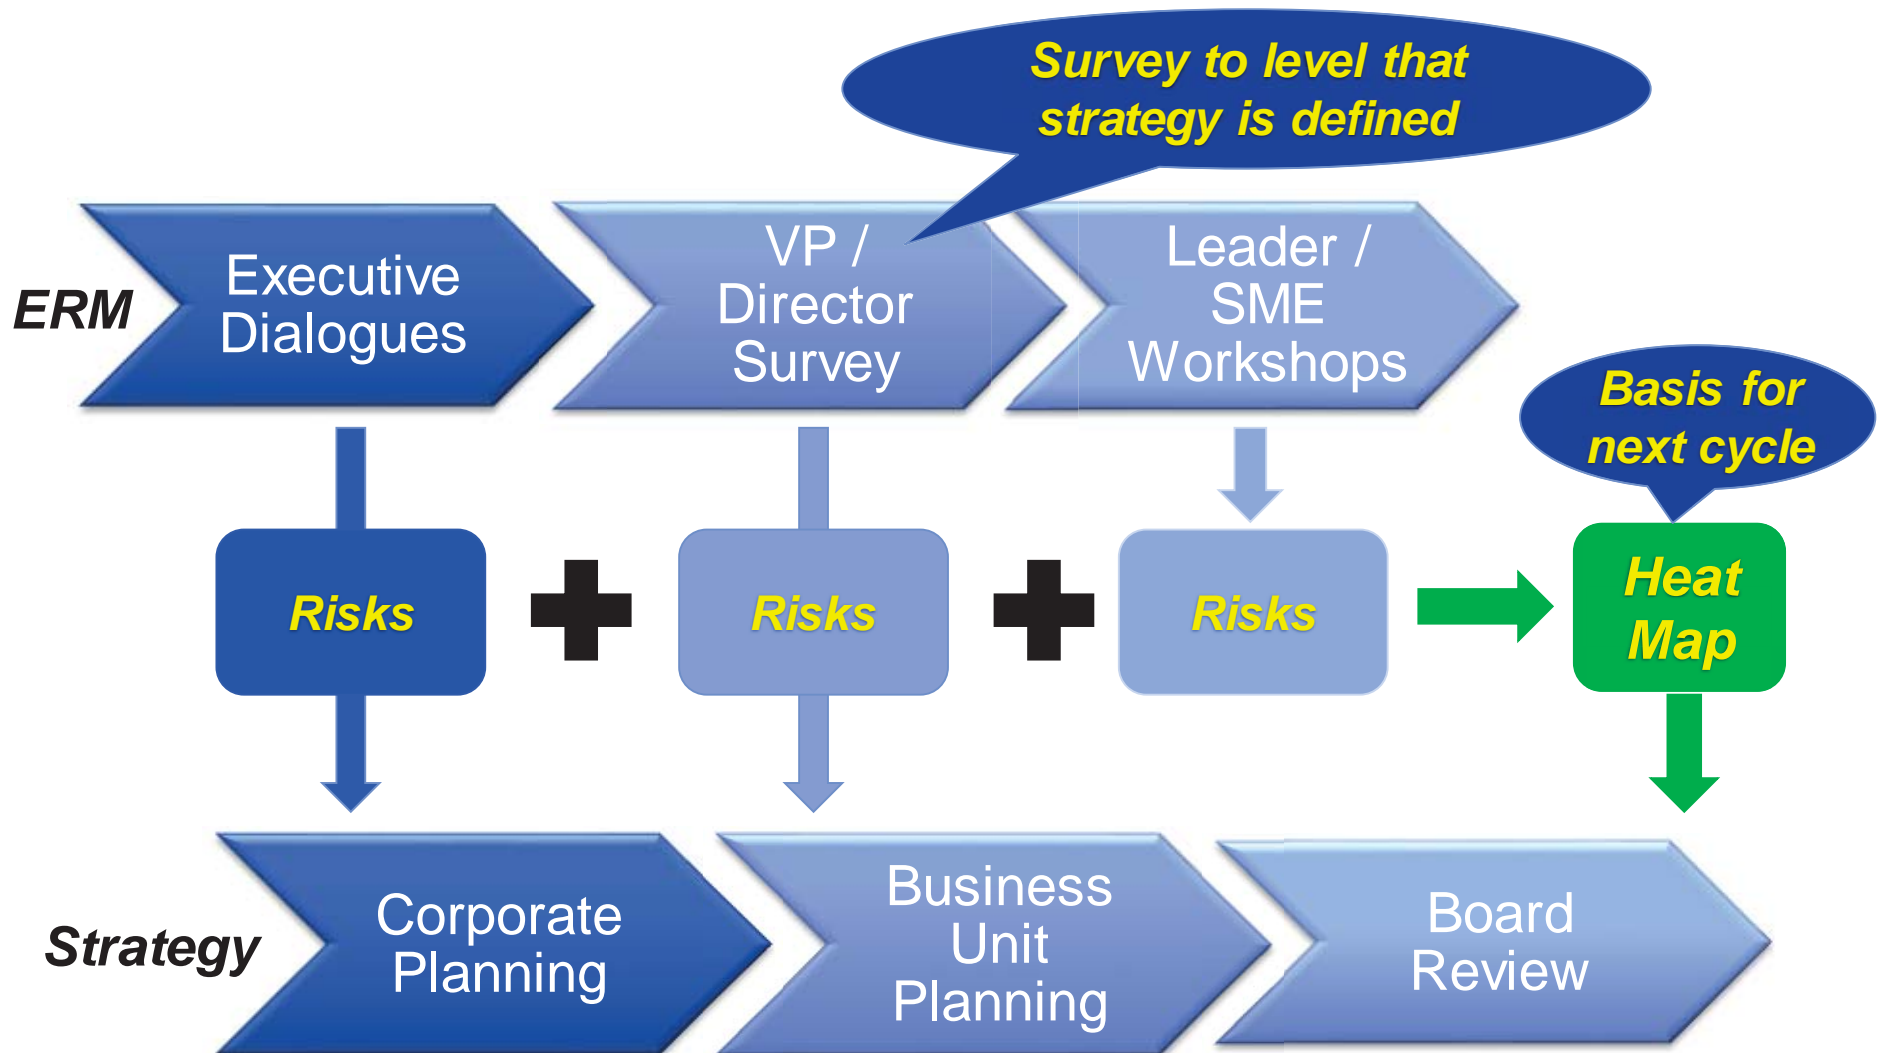 Survey to level that
strategy is defined
ERM
Executive
Dialogues
VP /
Director
Survey
Leader /
SME
Workshops
Basis for
next cycle
Risks
Risks
Risks
Heat
Map
Strategy
Corporate
Planning
Business
Unit
Planning
Board
Review